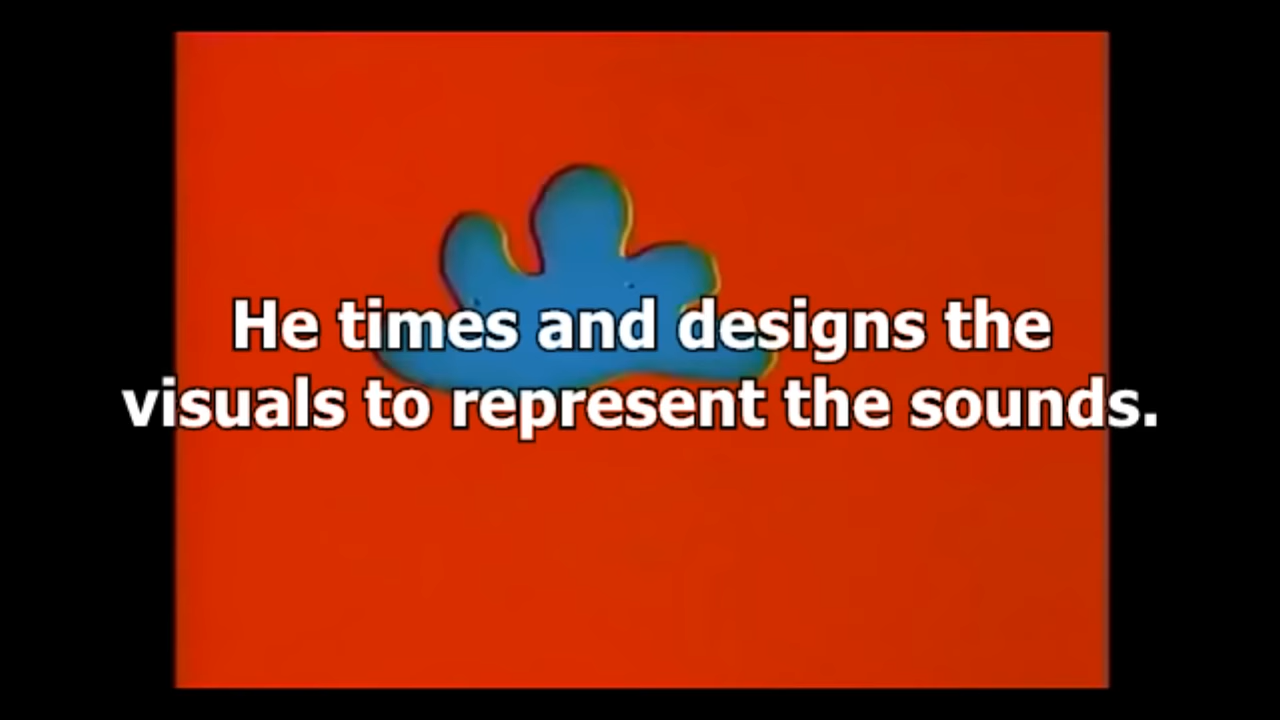 He times and designs the
visuals to represent the sounds.